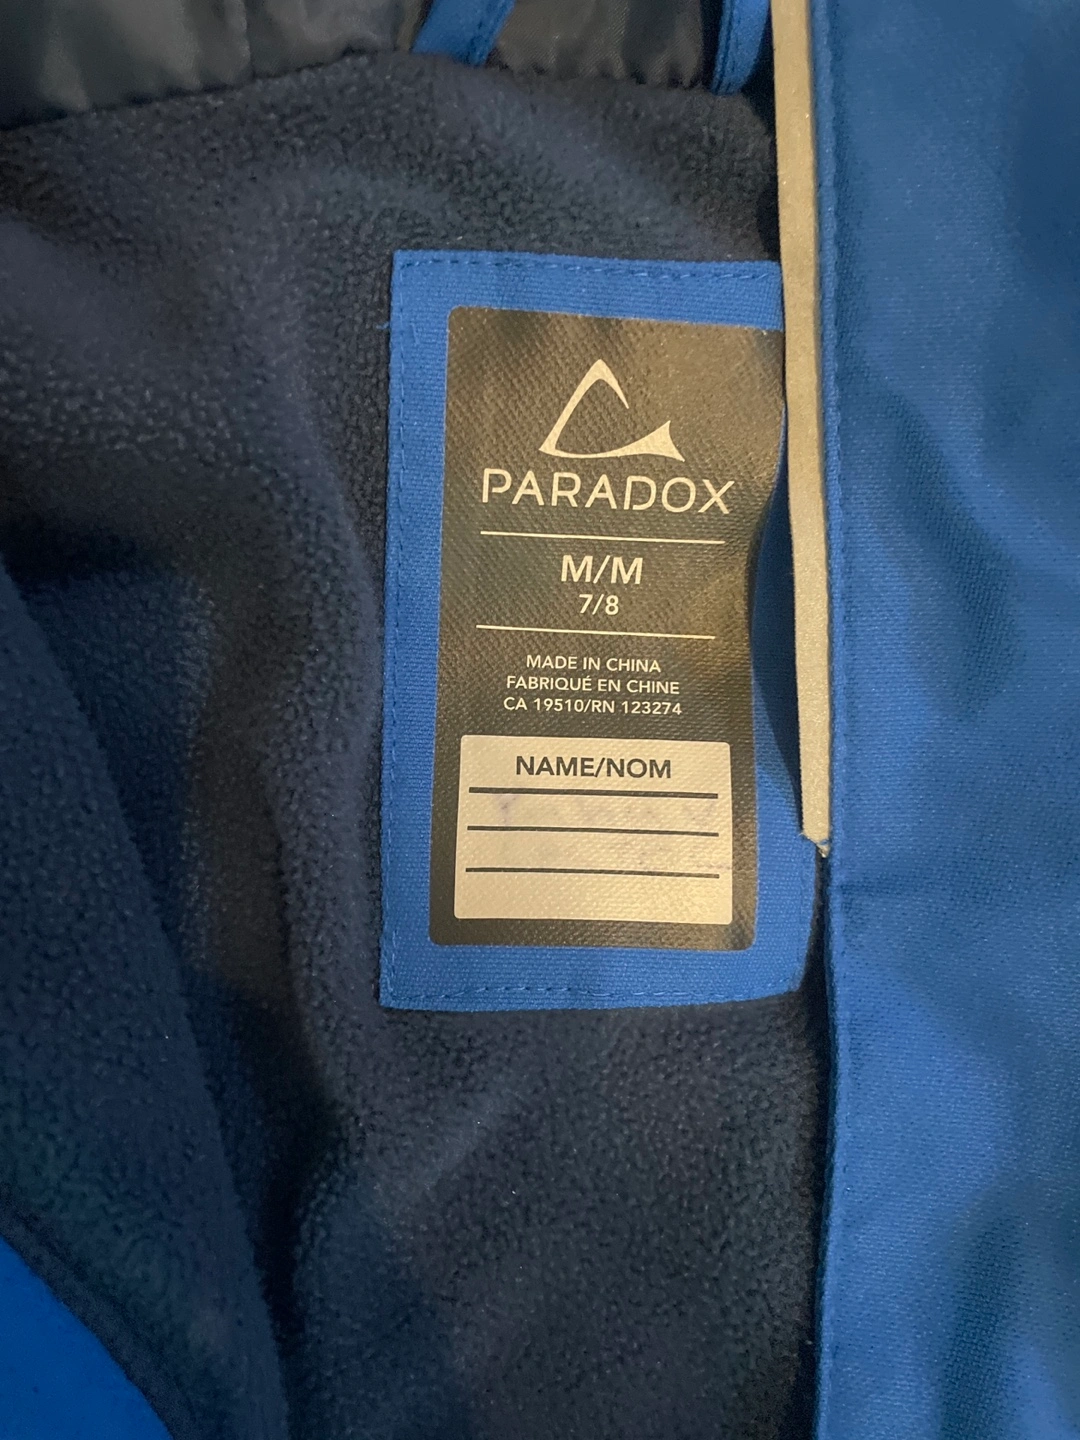 PARADOX
M/M
7/8
MADE IN CHINA
FABRIQUÉ EN CHINE
CA 19510/RN 123274
NAME/NOM